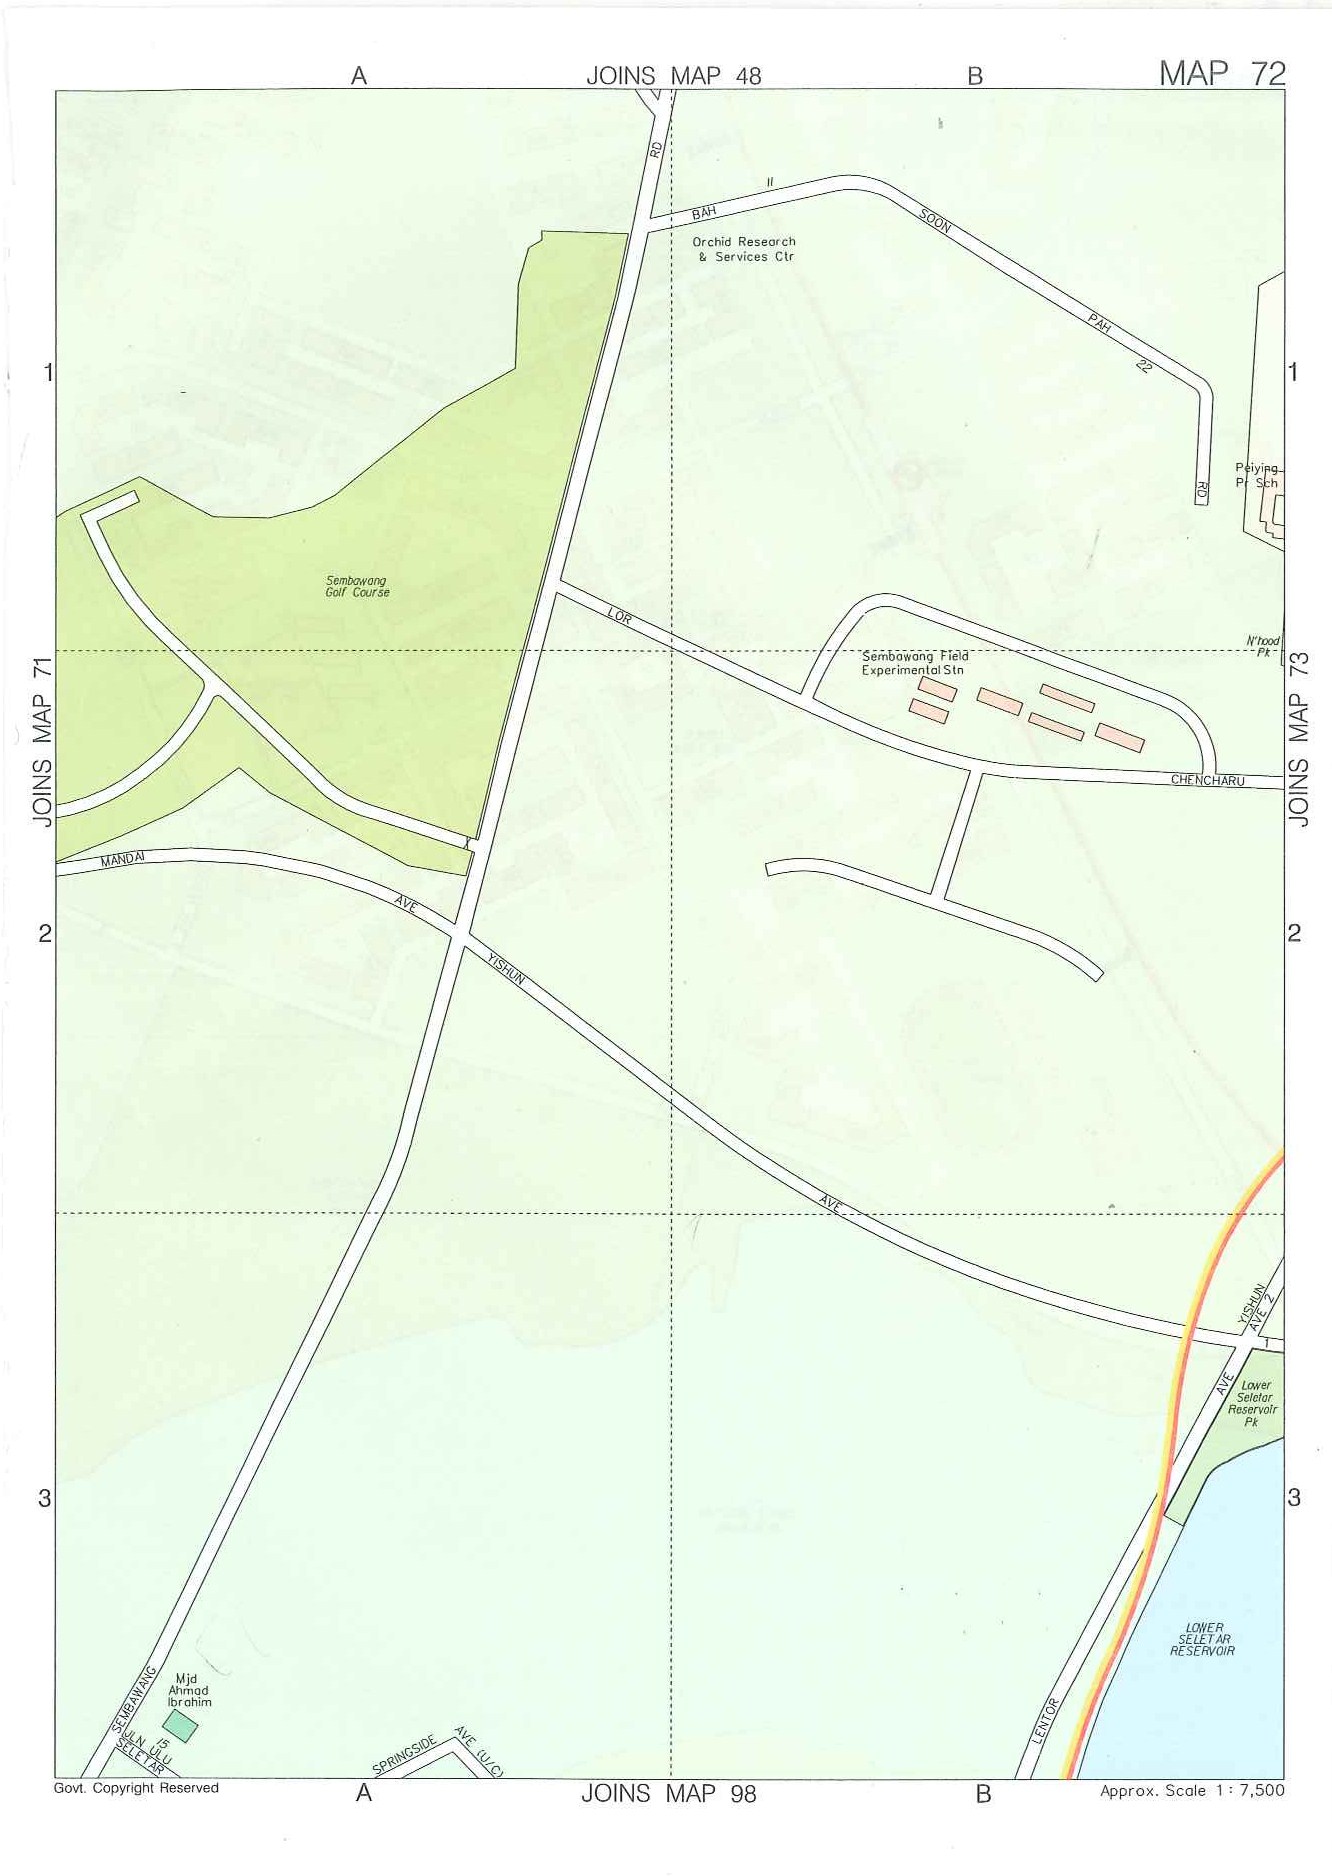 A
JOINS MAP 48
B
MAP 72
RD
BAH
11
SOON
Orchid Research
& Services Ctr
PAH
22
1
1
RD
Peiying
Pr Sch
Sembawang
Golf Course
LOR
N'hood
Pk
Sembawang Field
Experimental Stn
JOINS MAP 71
JOINS MAP 73
CHENCHARU
MANDAI
AVE
2
2
YISHUN
AVE
YISHUN
AVE 2
1
AVE
Lower
Seletar
Reservoir
Pk
3
3
LOWER
SELETAR
RESERVOIR
SEMBAWANG
Mjd
Ahmad
Ibrahim
15
JLN ULU
SELETAR
SPRINGSIDE
AVE (U/C)
LENTOR
Govt. Copyright Reserved
A
JOINS MAP 98
B
Approx. Scale 1 : 7,500